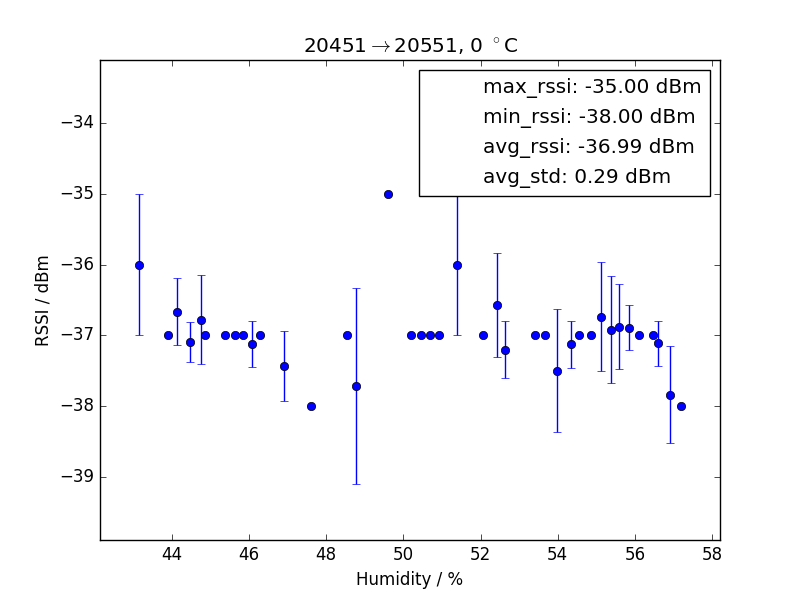 20451→20551, 0 °C
max_rssi: -35.00 dBm
min_rssi: -38.00 dBm
avg_rssi: -36.99 dBm
avg_std: 0.29 dBm
RSSI / dBm
−34
−35
−36
−37
−38
−39
44 46 48 50 52 54 56 58
Humidity / %